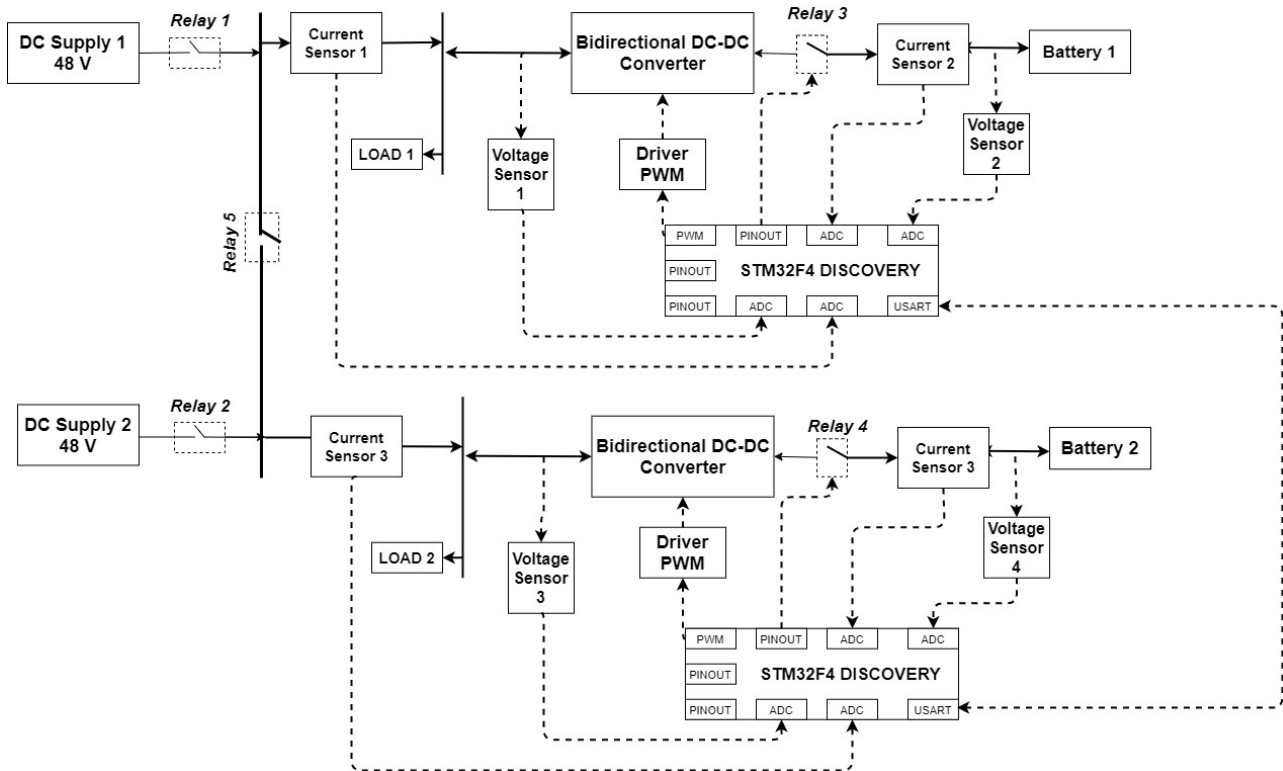 Relay 1
DC Supply 1
48 V
Current
Sensor 1
Bidirectional DC-DC
Converter
Relay 3
Current
Sensor 2
Battery 1
LOAD 1
Voltage
Sensor
1
Driver
PWM
Voltage
Sensor
2
Relay 5
PWM
PINOUT
ADC
ADC
PINOUT
STM32F4 DISCOVERY
PINOUT
ADC
ADC
USART
Relay 2
DC Supply 2
48 V
Current
Sensor 3
Bidirectional DC-DC
Converter
Relay 4
Current
Sensor 3
Battery 2
LOAD 2
Voltage
Sensor
3
Driver
PWM
Voltage
Sensor
4
PWM
PINOUT
ADC
ADC
PINOUT
STM32F4 DISCOVERY
PINOUT
ADC
ADC
USART